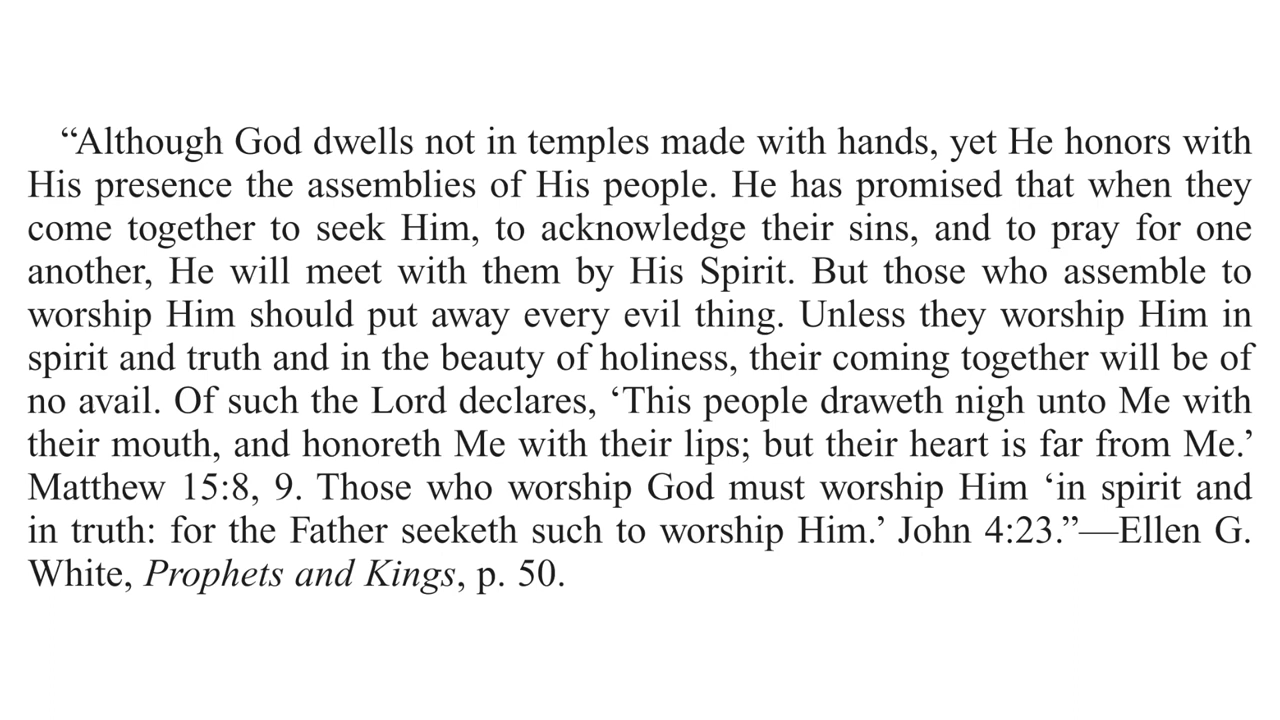 “Although God dwells not in temples made with hands, yet He honors with
His presence the assemblies of His people. He has promised that when they
come together to seek Him, to acknowledge their sins, and to pray for one
another, He will meet with them by His Spirit. But those who assemble to
worship Him should put away every evil thing. Unless they worship Him in
spirit and truth and in the beauty of holiness, their coming together will be of
no avail. Of such the Lord declares, ‘This people draweth nigh unto Me with
their mouth, and honoreth Me with their lips; but their heart is far from Me.’
Matthew 15:8, 9. Those who worship God must worship Him ‘in spirit and
in truth: for the Father seeketh such to worship Him.’ John 4:23.”—Ellen G.
White, Prophets and Kings, p. 50.